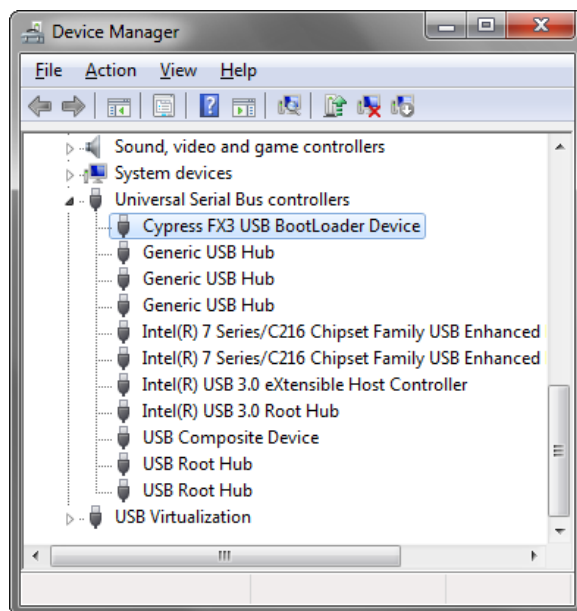 Device Manager
File Action View Help
Sound, video and game controllers
System devices
Universal Serial Bus controllers
Cypress FX3 USB BootLoader Device
Generic USB Hub
Generic USB Hub
Generic USB Hub
Intel(R) 7 Series/C216 Chipset Family USB Enhanced
Intel(R) 7 Series/C216 Chipset Family USB Enhanced
Intel(R) USB 3.0 eXtensible Host Controller
Intel(R) USB 3.0 Root Hub
USB Composite Device
USB Root Hub
USB Root Hub
USB Virtualization